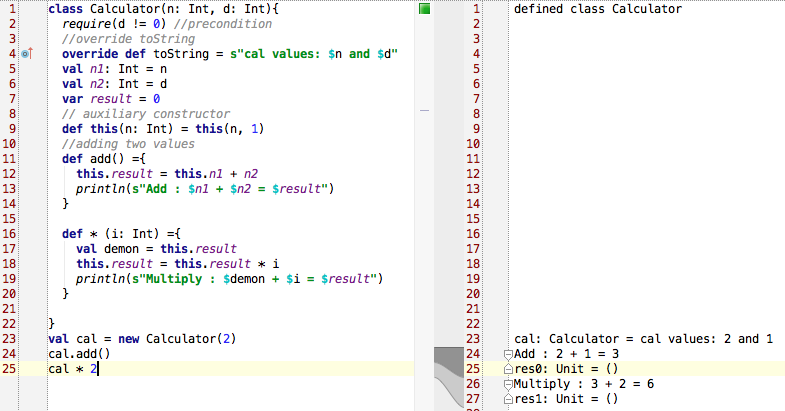 1 class Calculator(n: Int, d: Int){
2 require(d != 0) //precondition
3 //override toString
4 override def toString = s"cal values: $n and $d"
5 val n1: Int = n
6 val n2: Int = d
7 var result = 0
8 // auxiliary constructor
9 def this(n: Int) = this(n, 1)
10 //adding two values
11 def add() ={
12 this.result = this.n1 + n2
13 println(s"Add : $n1 + $n2 = $result")
14 }
15
16 def * (i: Int) ={
17 val demon = this.result
18 this.result = this.result * i
19 println(s"Multiply : $demon + $i = $result")
20 }
21
22 }
23 val cal = new Calculator(2)
24 cal.add()
25 cal * 2
1 defined class Calculator
2
3
4
5
6
7
8
9
10
11
12
13
14
15
16
17
18
19
20
21
22
23 cal: Calculator = cal values: 2 and 1
24 Add : 2 + 1 = 3
25 res0: Unit = ()
26 Multiply : 3 + 2 = 6
27 res1: Unit = ()